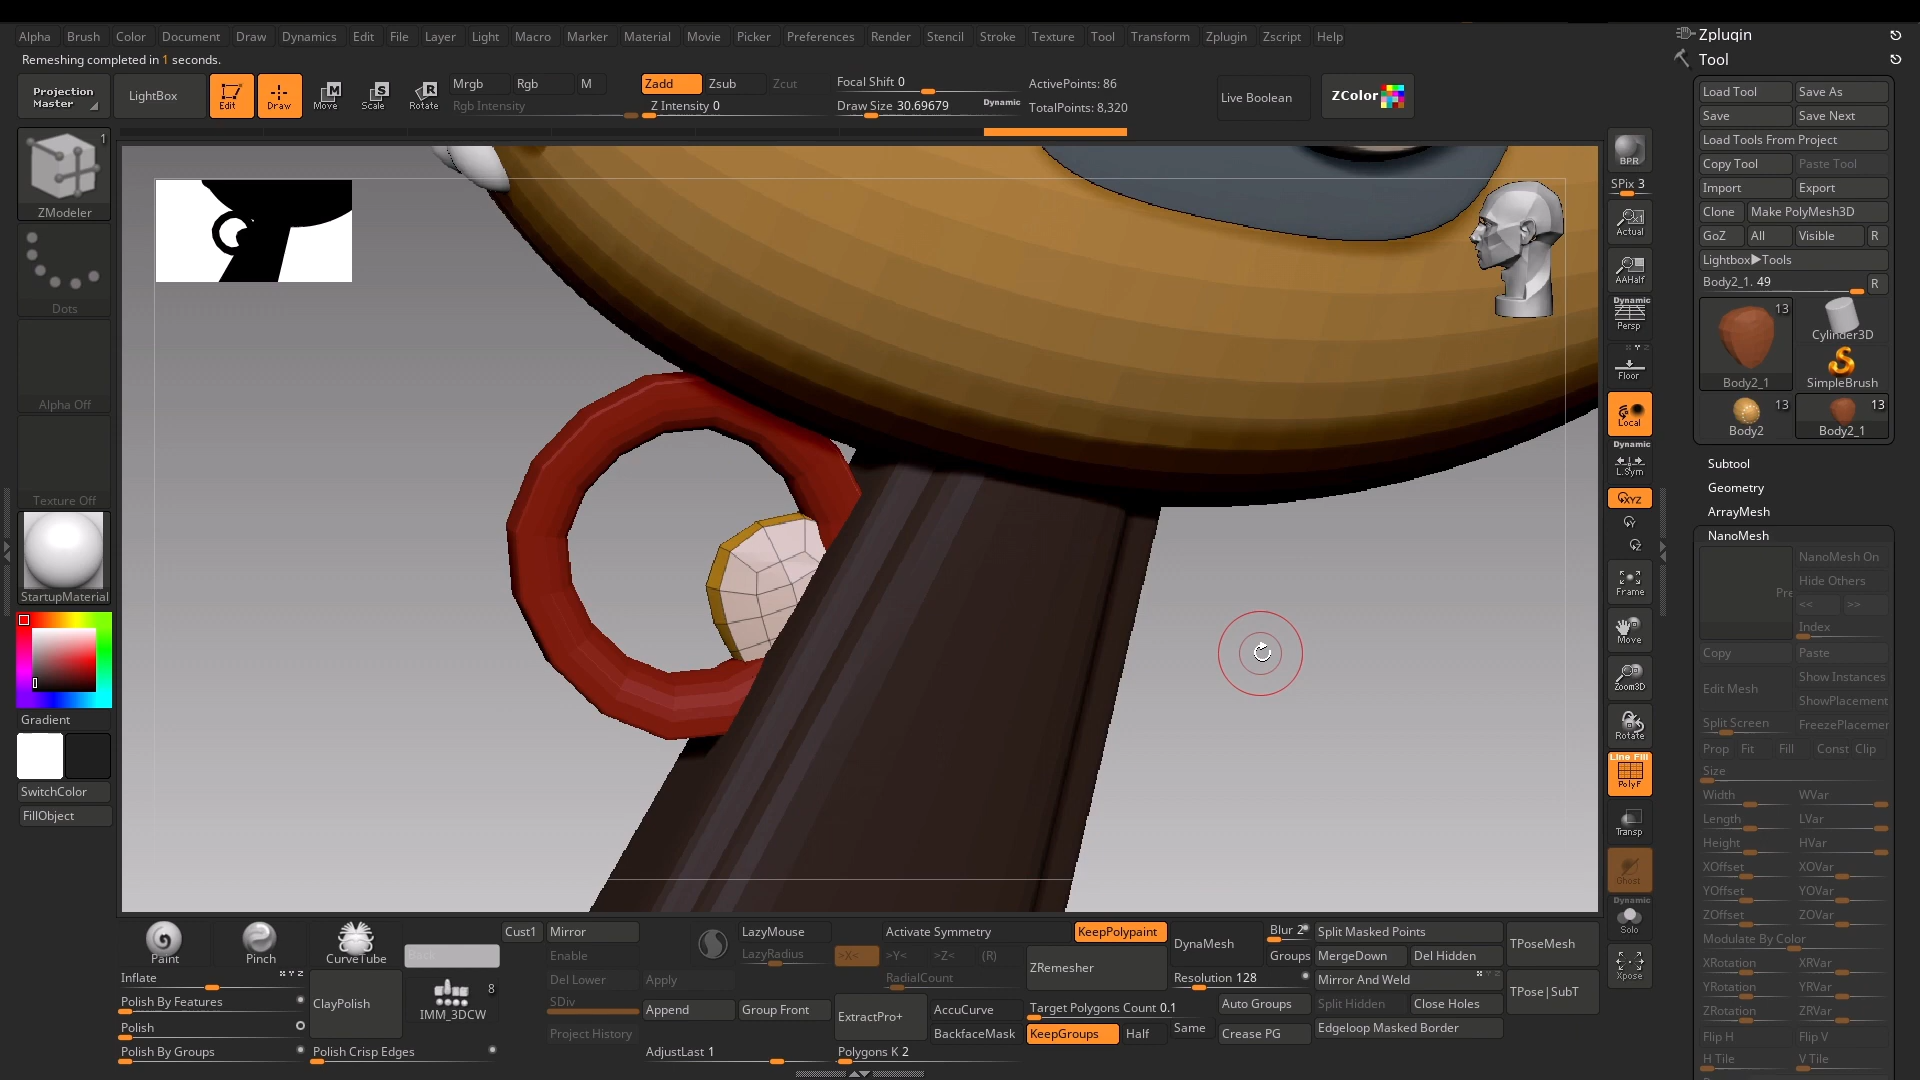 Zplugin
Alpha Brush Color Document Draw Dynamics Edit File Layer Light Macro Marker Material Movie Picker Preferences Render Stencil Stroke Texture Tool Transform Zplugin Zscript Help
Tool
Remeshing completed in 1 seconds.
Projection Master
LightBox
Edit
Draw
Move
Scale
Rotate
Mrgb Rgb M
Rgb Intensity
Zadd Zsub Zcut
Z Intensity 0
Focal Shift 0
Draw Size 30.69679
Dynamic
ActivePoints: 86
TotalPoints: 8,320
Live Boolean
ZColor
Load Tool Save As
Save Save Next
Load Tools From Project
Copy Tool Paste Tool
Import Export
Clone Make PolyMesh3D
GoZ All Visible R
Lightbox▶Tools
Body2_1. 49 R
13
Body2_1
Cylinder3D
SimpleBrush
13
Body2
13
Body2_1
Subtool
Geometry
ArrayMesh
NanoMesh
Pre
NanoMesh On
Hide Others
<< >>
Index
Copy Paste
Edit Mesh
Show Instances
ShowPlacement
Split Screen FreezePlacemer
Prop Fit Fill Const Clip
Size
Width WVar
Length LVar
Height HVar
XOffset XOVar
YOffset YOVar
ZOffset ZOVar
Modulate By Color
XRotation XRVar
YRotation YRVar
ZRotation ZRVar
Flip H Flip V
H Tile V Tile
1
ZModeler
Dots
Alpha Off
Texture Off
StartupMaterial
Gradient
SwitchColor
FillObject
BPR
SPix 3
Actual
AAHalf
Dynamic
Persp
Floor
Local
Dynamic
L.Sym
XYZ
Y
Z
Frame
Move
Zoom3D
Rotate
Line Fill
PolyF
Transp
Ghost
Dynamic
Solo
Xpose
Paint
Pinch
CurveTube
Inflate
Polish By Features
Polish
Polish By Groups
ClayPolish
8
IMM_3DCW
Polish Crisp Edges
Cust1
Mirror
Enable
Del Lower
SDiv
Project History
LazyMouse
LazyRadius
Apply
Append
Group Front
AdjustLast 1
Activate Symmetry
>X< >Y< >Z< (R)
RadialCount
ExtractPro+
AccuCurve
BackfaceMask
Polygons K 2
KeepPolypaint
ZRemesher
Target Polygons Count 0.1
KeepGroups Half Same
DynaMesh
Blur 2
Groups
Resolution 128
Auto Groups
Crease PG
Split Masked Points
MergeDown Del Hidden
Mirror And Weld
Split Hidden Close Holes
Edgeloop Masked Border
TPoseMesh
TPose|SubT